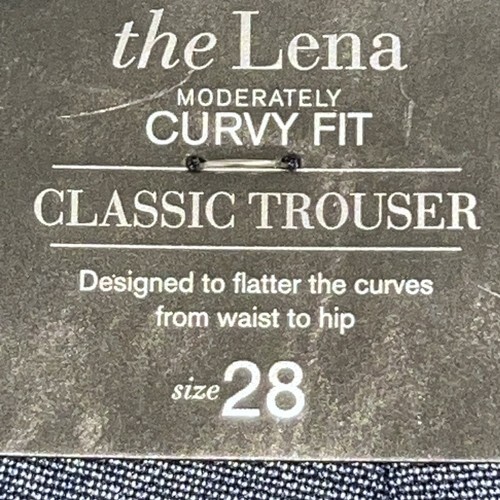 the Lena
MODERATELY
CURVY FIT
CLASSIC TROUSER
Designed to flatter the curves
from waist to hip
size 28